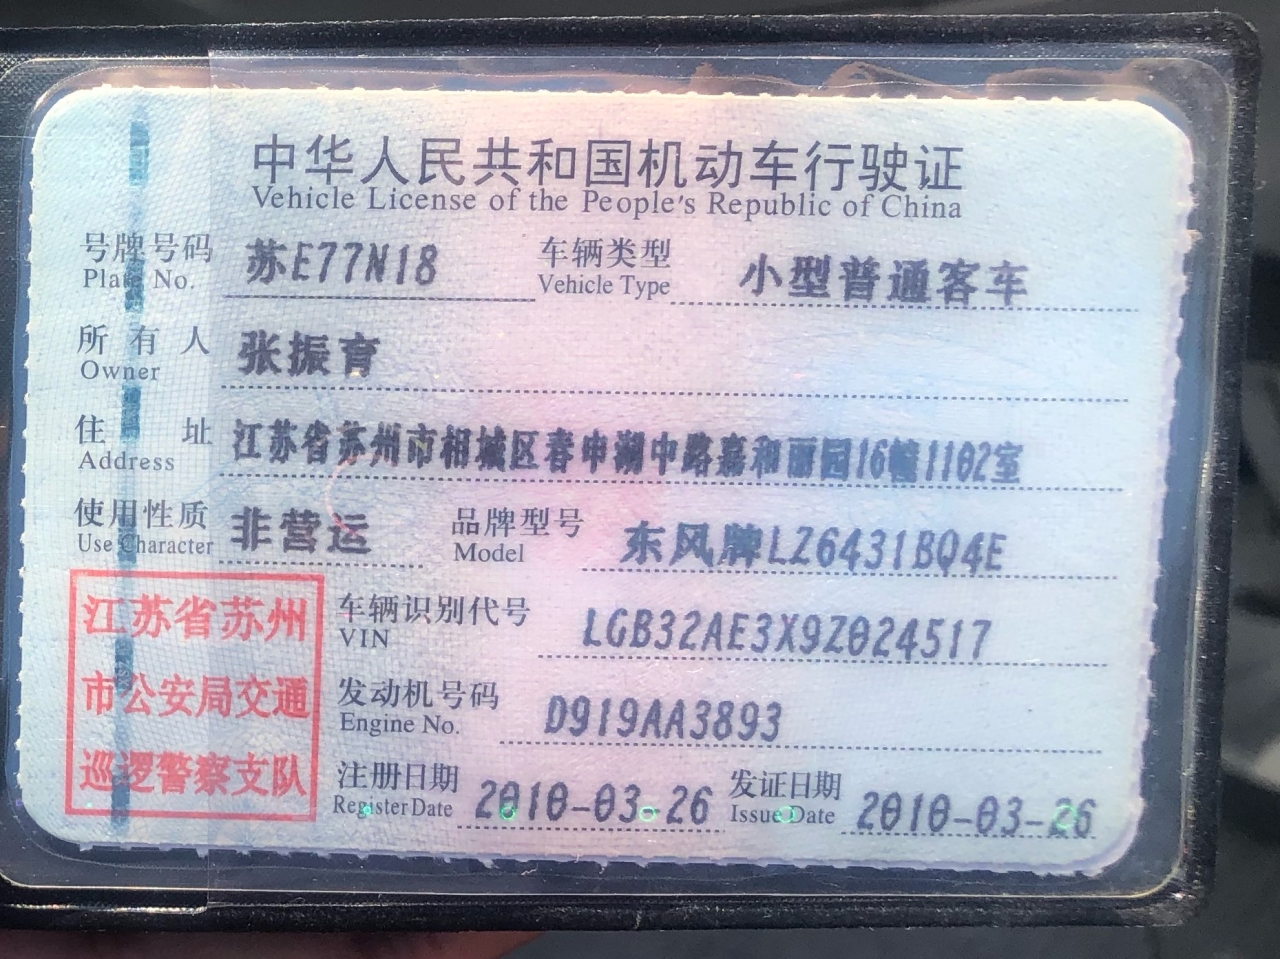 中华人民共和国机动车行驶证
Vehicle License of the People's Republic of China
号牌号码 苏E77N18 车辆类型 小型普通客车
Plate No. Vehicle Type
所有人 张振育
Owner
住址 江苏省苏州市相城区春申湖中路嘉和丽园16幢1102室
Address
使用性质 非营运 品牌型号 东风牌LZ6431BQ4E
Use Character Model
江苏省苏州
市公安局交通
巡逻警察支队
车辆识别代号 LGB32AE3X9Z024517
VIN
发动机号码 D919AA3893
Engine No.
注册日期 2010-03-26 发证日期 2010-03-26
Register Date Issue Date